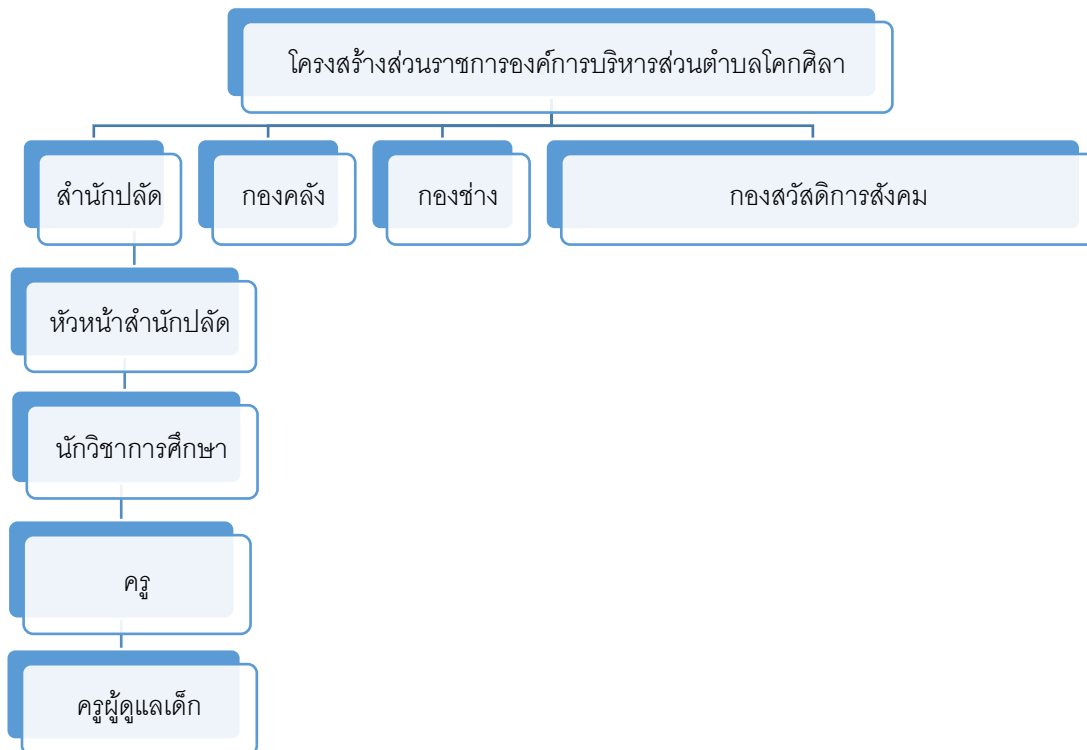 โครงสร้างส่วนราชการองค์การบริหารส่วนตำบลโคกศิลา
สำนักปลัด
กองคลัง
กองช่าง
กองสวัสดิการสังคม
หัวหน้าสำนักปลัด
นักวิชาการศึกษา
ครู
ครูผู้ดูแลเด็ก